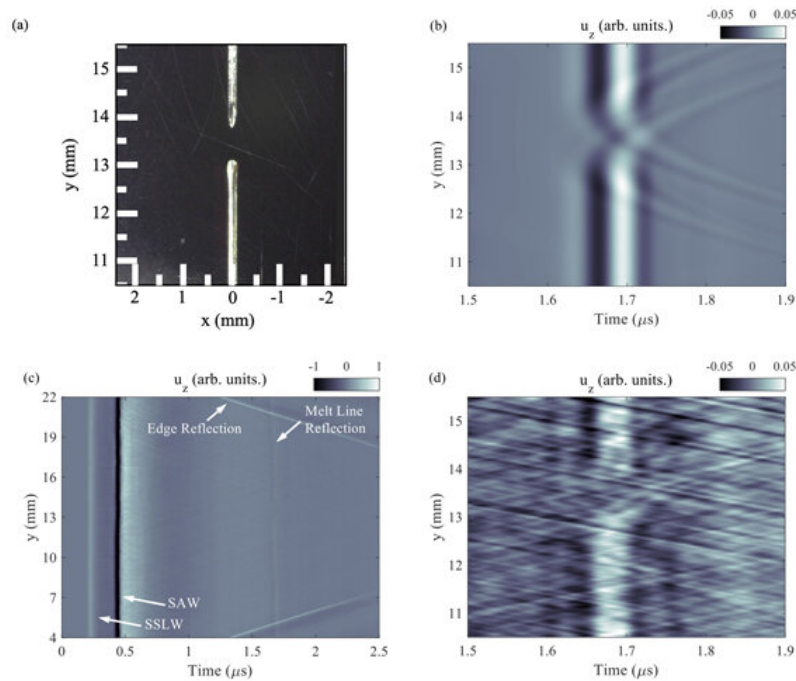 (a)
15
14
13
12
11
y (mm)
2 1 0 -1 -2
x (mm)
(b)
u_z (arb. units.)
-0.05 0.05
15
14
13
12
11
y (mm)
1.5 1.6 1.7 1.8 1.9
Time (μs)
(c)
u_z (arb. units.)
-1 0 1
22
19
16
13
10
7
4
y (mm)
Edge Reflection
Melt Line
Reflection
SAW
SSLW
0 0.5 1 1.5 2 2.5
Time (μs)
(d)
u_z (arb. units.)
-0.05 0.05
15
14
13
12
11
y (mm)
1.5 1.6 1.7 1.8 1.9
Time (μs)